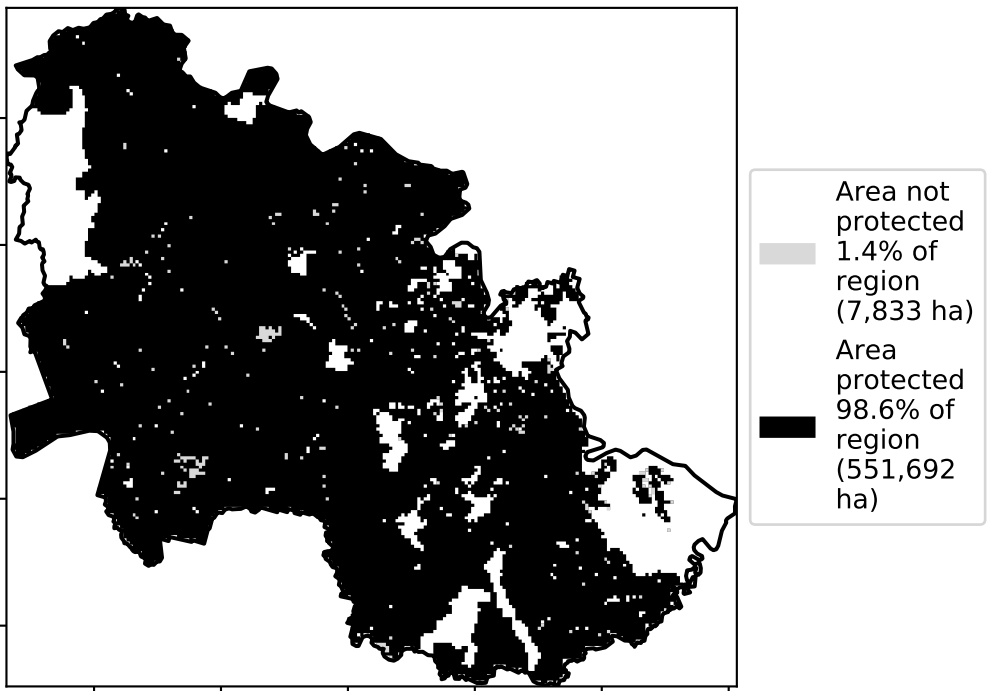 Area not
protected
1.4% of
region
(7,833 ha)
Area
protected
98.6% of
region
(551,692
ha)